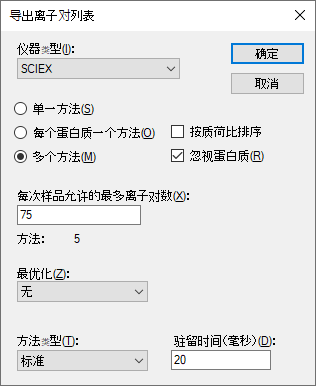 导出离子对列表
仪器类型(I):
SCIEX
确定
取消
单一方法(S)
每个蛋白质一个方法(O)
按质荷比排序
多个方法(M)
忽视蛋白质(R)
每次样品允许的最多离子对数(X):
75
方法: 5
最优化(Z):
无
方法类型(T):
驻留时间(毫秒)(D):
标准
20